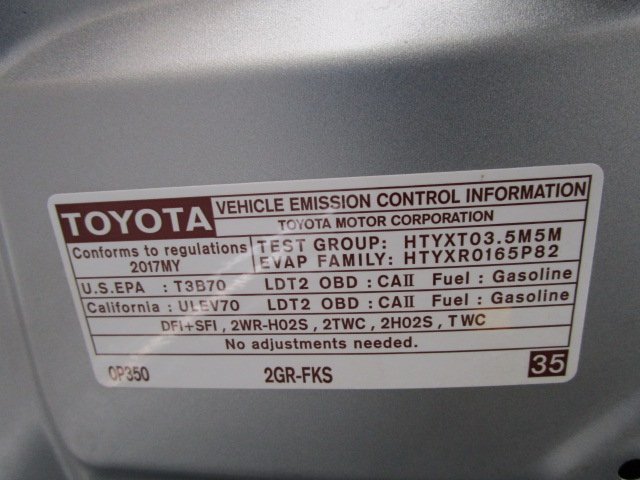 TOYOTA VEHICLE EMISSION CONTROL INFORMATION
TOYOTA MOTOR CORPORATION
Conforms to regulations
2017MY
TEST GROUP: HTYXT03.5M5M
EVAP FAMILY: HTYXR0165P82
U.S.EPA : T3B70 LDT2 OBD : CAⅡ Fuel : Gasoline
California : ULEV70 LDT2 OBD : CAⅡ Fuel : Gasoline
DFI+SFI, 2WR-HO2S, 2TWC, 2HO2S, TWC
No adjustments needed.
0P350 2GR-FKS 35